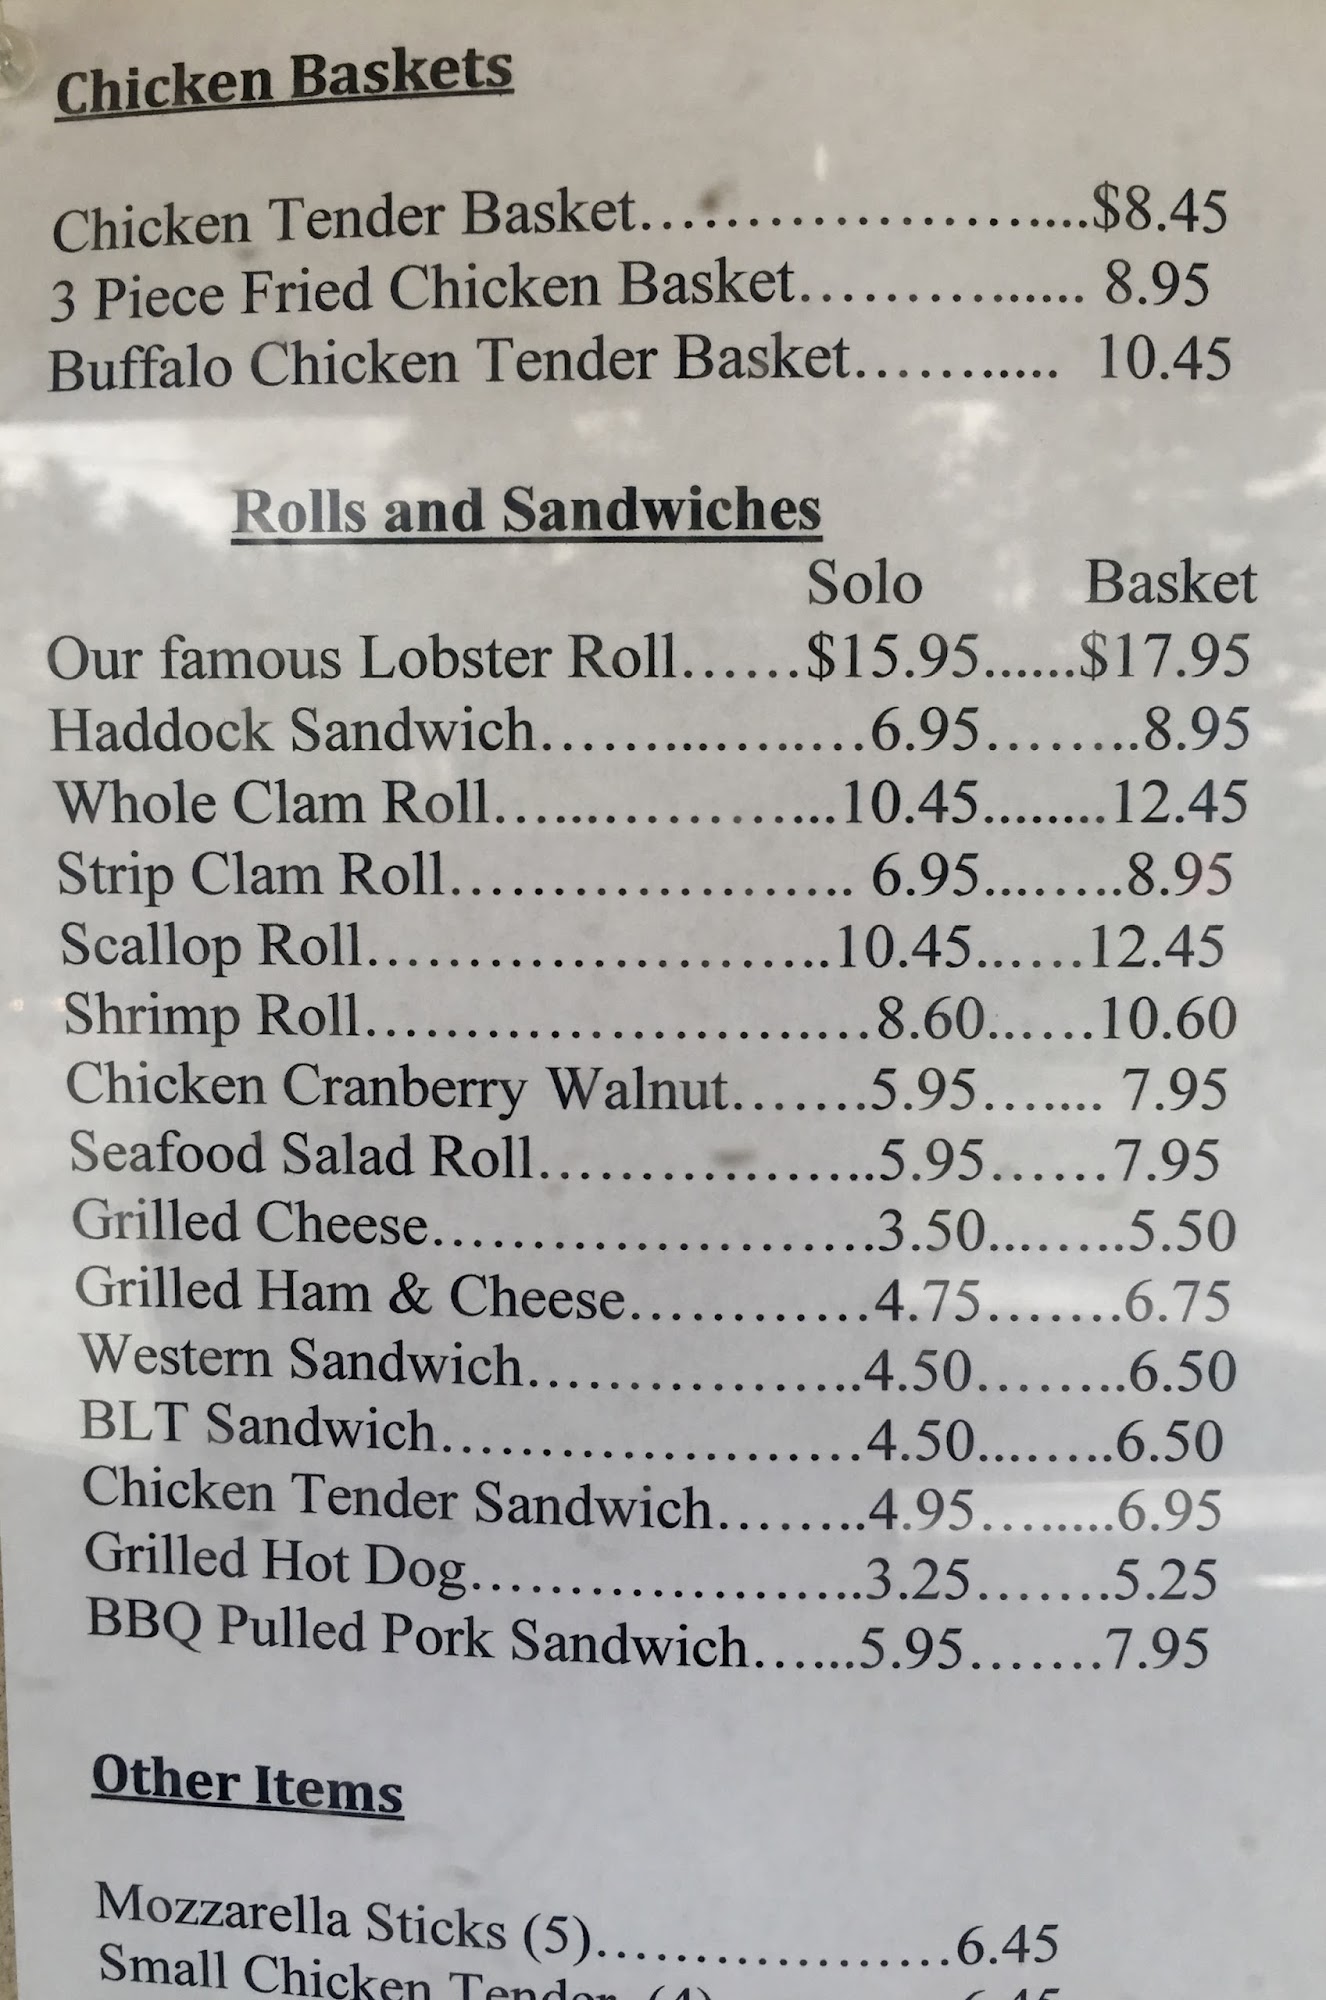 Chicken Baskets
Chicken Tender Basket........................$8.45
3 Piece Fried Chicken Basket................ 8.95
Buffalo Chicken Tender Basket........... 10.45
Rolls and Sandwiches
Solo Basket
Our famous Lobster Roll......$15.95......$17.95
Haddock Sandwich..................6.95........8.95
Whole Clam Roll...................10.45........12.45
Strip Clam Roll..................... 6.95........8.95
Scallop Roll........................10.45......12.45
Shrimp Roll..........................8.60......10.60
Chicken Cranberry Walnut.......5.95........ 7.95
Seafood Salad Roll..................5.95......7.95
Grilled Cheese.......................3.50........5.50
Grilled Ham & Cheese............4.75.......6.75
Western Sandwich..................4.50........6.50
BLT Sandwich......................4.50........6.50
Chicken Tender Sandwich........4.95.........6.95
Grilled Hot Dog.....................3.25.......5.25
BBQ Pulled Pork Sandwich......5.95.......7.95
Other Items
Mozzarella Sticks (5)...................6.45
Small Chicken Tender (4)